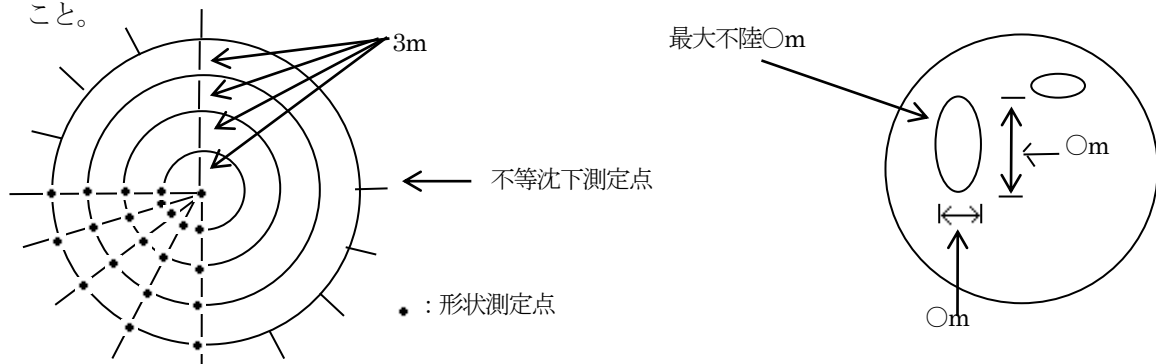 こと。
3m
不等沈下測定点
● ：形状測定点
最大不陸○m
○m
○m